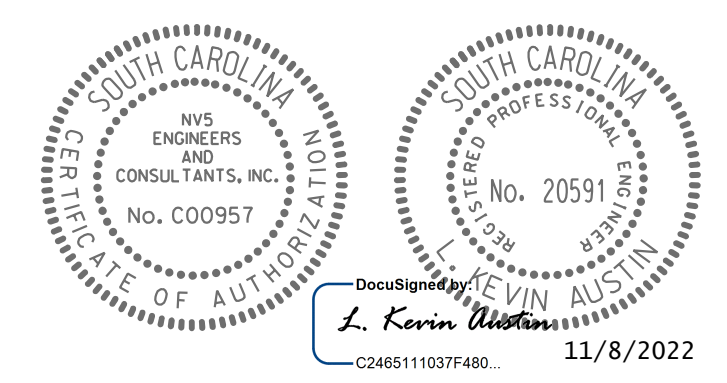 SOUTH CAROLINA
CERTIFICATE OF AUTHORIZATION
NV5
ENGINEERS
AND
CONSULTANTS, INC.
No. C00957
SOUTH CAROLINA
REGISTERED PROFESSIONAL ENGINEER
No. 20591
L. KEVIN AUSTIN
DocuSigned by:
L. Kevin Austin
C2465111037F480...
11/8/2022